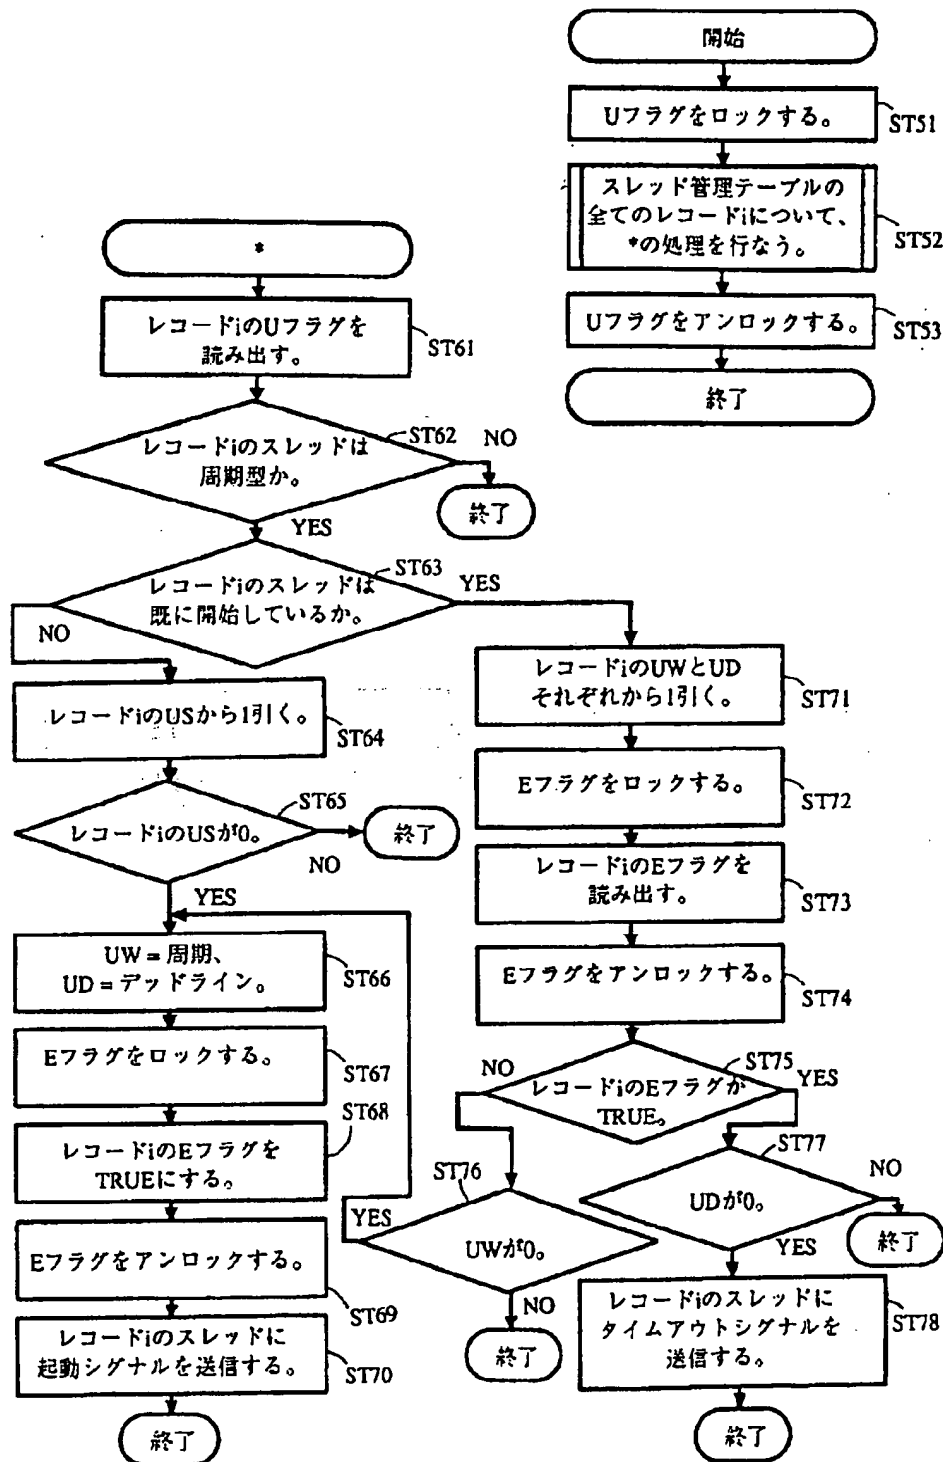 開始
Uフラグをロックする。
ST51
スレッド管理テーブルの
全てのレコードiについて、
*の処理を行なう。
ST52
Uフラグをアンロックする。
ST53
終了
*
レコードiのUフラグを
読み出す。
ST61
レコードiのスレッドは
周期型か。
ST62
NO
終了
YES
レコードiのスレッドは
既に開始しているか。
ST63
YES
NO
レコードiのUSから1引く。
ST64
レコードiのUSが0。
ST65
終了
NO
YES
UW=周期、
UD=デッドライン。
ST66
Eフラグをロックする。
ST67
レコードiのEフラグを
TRUEにする。
ST68
Eフラグをアンロックする。
ST69
レコードiのスレッドに
起動シグナルを送信する。
ST70
終了
レコードiのUWとUD
それぞれから1引く。
ST71
Eフラグをロックする。
ST72
レコードiのEフラグを
読み出す。
ST73
Eフラグをアンロックする。
ST74
レコードiのEフラグが
TRUE。
ST75
NO
YES
ST76
UWが0。
YES
NO
終了
ST77
UDが0。
NO
終了
YES
レコードiのスレッドに
タイムアウトシグナルを
送信する。
ST78
終了